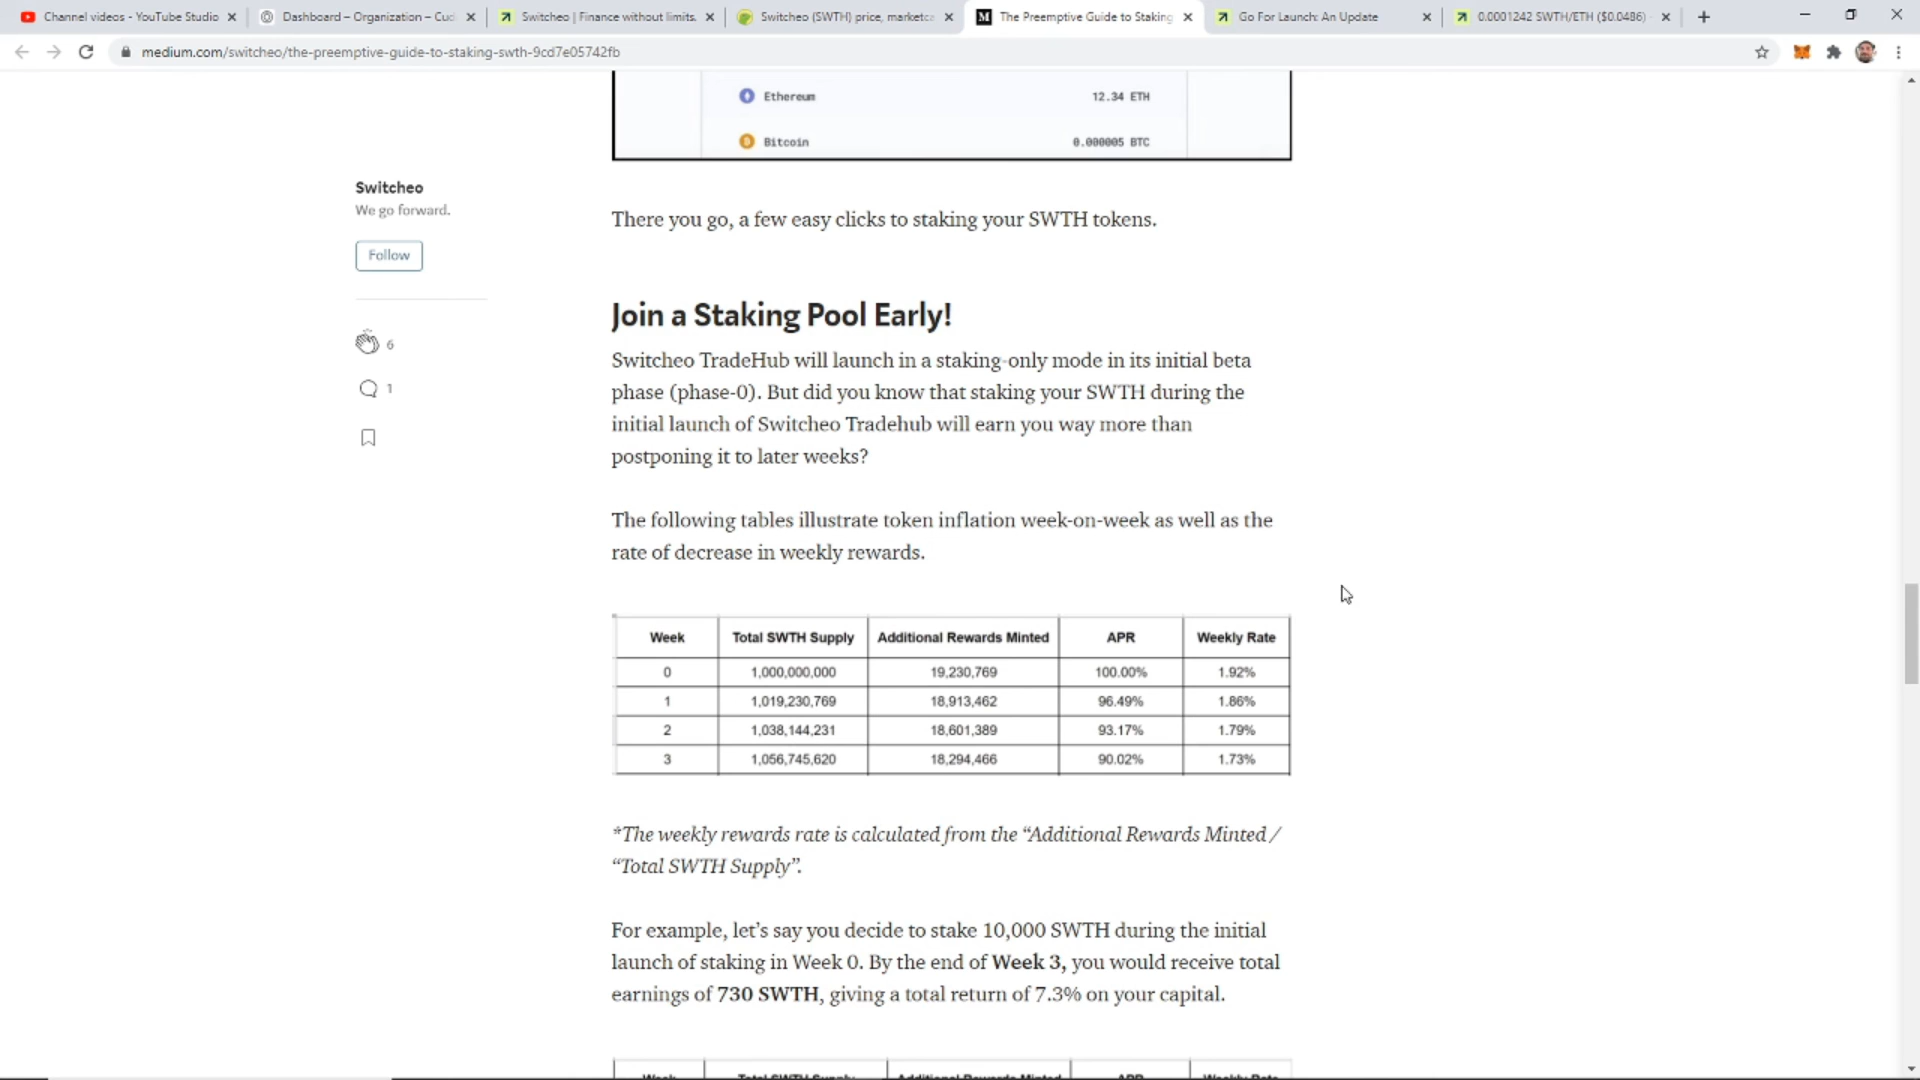 Channel videos - YouTube Studio
Dashboard – Organization – Cud
Switcheo | Finance without limits.
Switcheo (SWTH) price, marketca
The Preemptive Guide to Staking
Go For Launch: An Update
0.0001242 SWTH/ETH ($0.0486)
medium.com/switcheo/the-preemptive-guide-to-staking-swth-9cd7e05742fb
Ethereum 12.34 ETH
Bitcoin 0.000005 BTC
Switcheo
We go forward.
Follow
6
1
There you go, a few easy clicks to staking your SWTH tokens.
Join a Staking Pool Early!
Switcheo TradeHub will launch in a staking-only mode in its initial beta
phase (phase-0). But did you know that staking your SWTH during the
initial launch of Switcheo Tradehub will earn you way more than
postponing it to later weeks?
The following tables illustrate token inflation week-on-week as well as the
rate of decrease in weekly rewards.
Week Total SWTH Supply Additional Rewards Minted APR Weekly Rate
0 1,000,000,000 19,230,769 100.00% 1.92%
1 1,019,230,769 18,913,462 96.49% 1.86%
2 1,038,144,231 18,601,389 93.17% 1.79%
3 1,056,745,620 18,294,466 90.02% 1.73%
*The weekly rewards rate is calculated from the “Additional Rewards Minted /
“Total SWTH Supply”.
For example, let’s say you decide to stake 10,000 SWTH during the initial
launch of staking in Week 0. By the end of Week 3, you would receive total
earnings of 730 SWTH, giving a total return of 7.3% on your capital.
Week Total SWTH Supply Additional Rewards Minted APR Weekly Rate